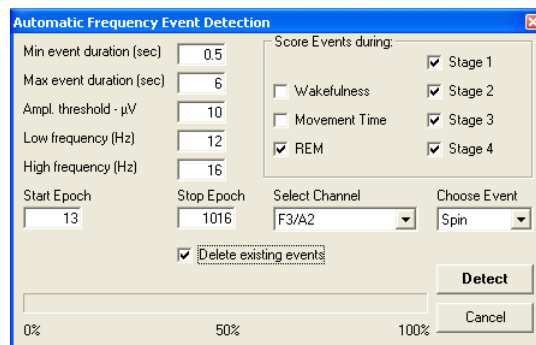 Automatic Frequency Event Detection
Min event duration (sec) 0.5
Max event duration (sec) 6
Ampl. threshold - µV 10
Low frequency (Hz) 12
High frequency (Hz) 16
Score Events during:
Wakefulness
Movement Time
REM
Stage 1
Stage 2
Stage 3
Stage 4
Start Epoch
13
Stop Epoch
1016
Select Channel
F3/A2
Choose Event
Spin
Delete existing events
Detect
Cancel
0% 50% 100%